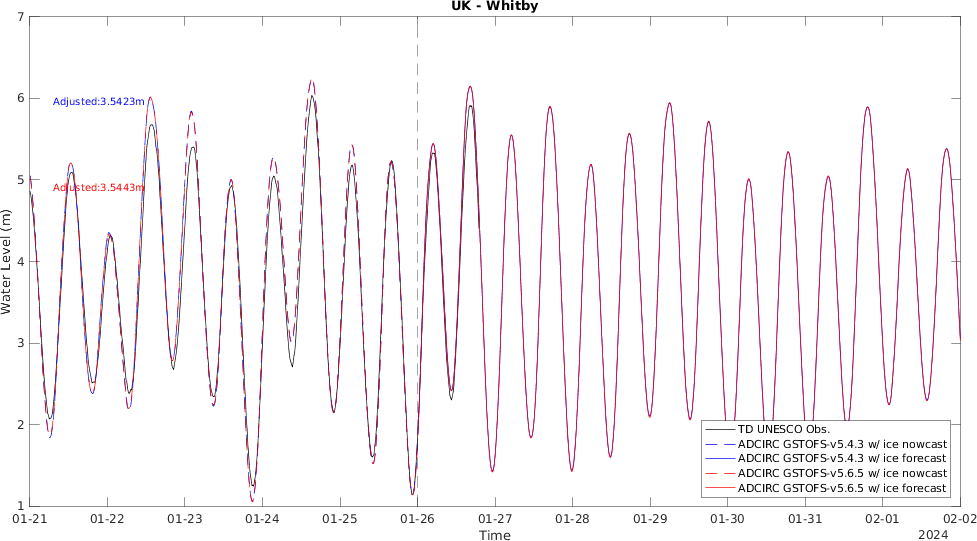 UK - Whitby
7
6
5
4
3
2
1
Water Level (m)
Adjusted:3.5423m
Adjusted:3.5443m
TD UNESCO Obs.
ADCIRC GSTOFS-v5.4.3 w/ ice nowcast
ADCIRC GSTOFS-v5.4.3 w/ ice forecast
ADCIRC GSTOFS-v5.6.5 w/ ice nowcast
ADCIRC GSTOFS-v5.6.5 w/ ice forecast
01-21 01-22 01-23 01-24 01-25 01-26 01-27 01-28 01-29 01-30 01-31 02-01 02-02
Time
2024